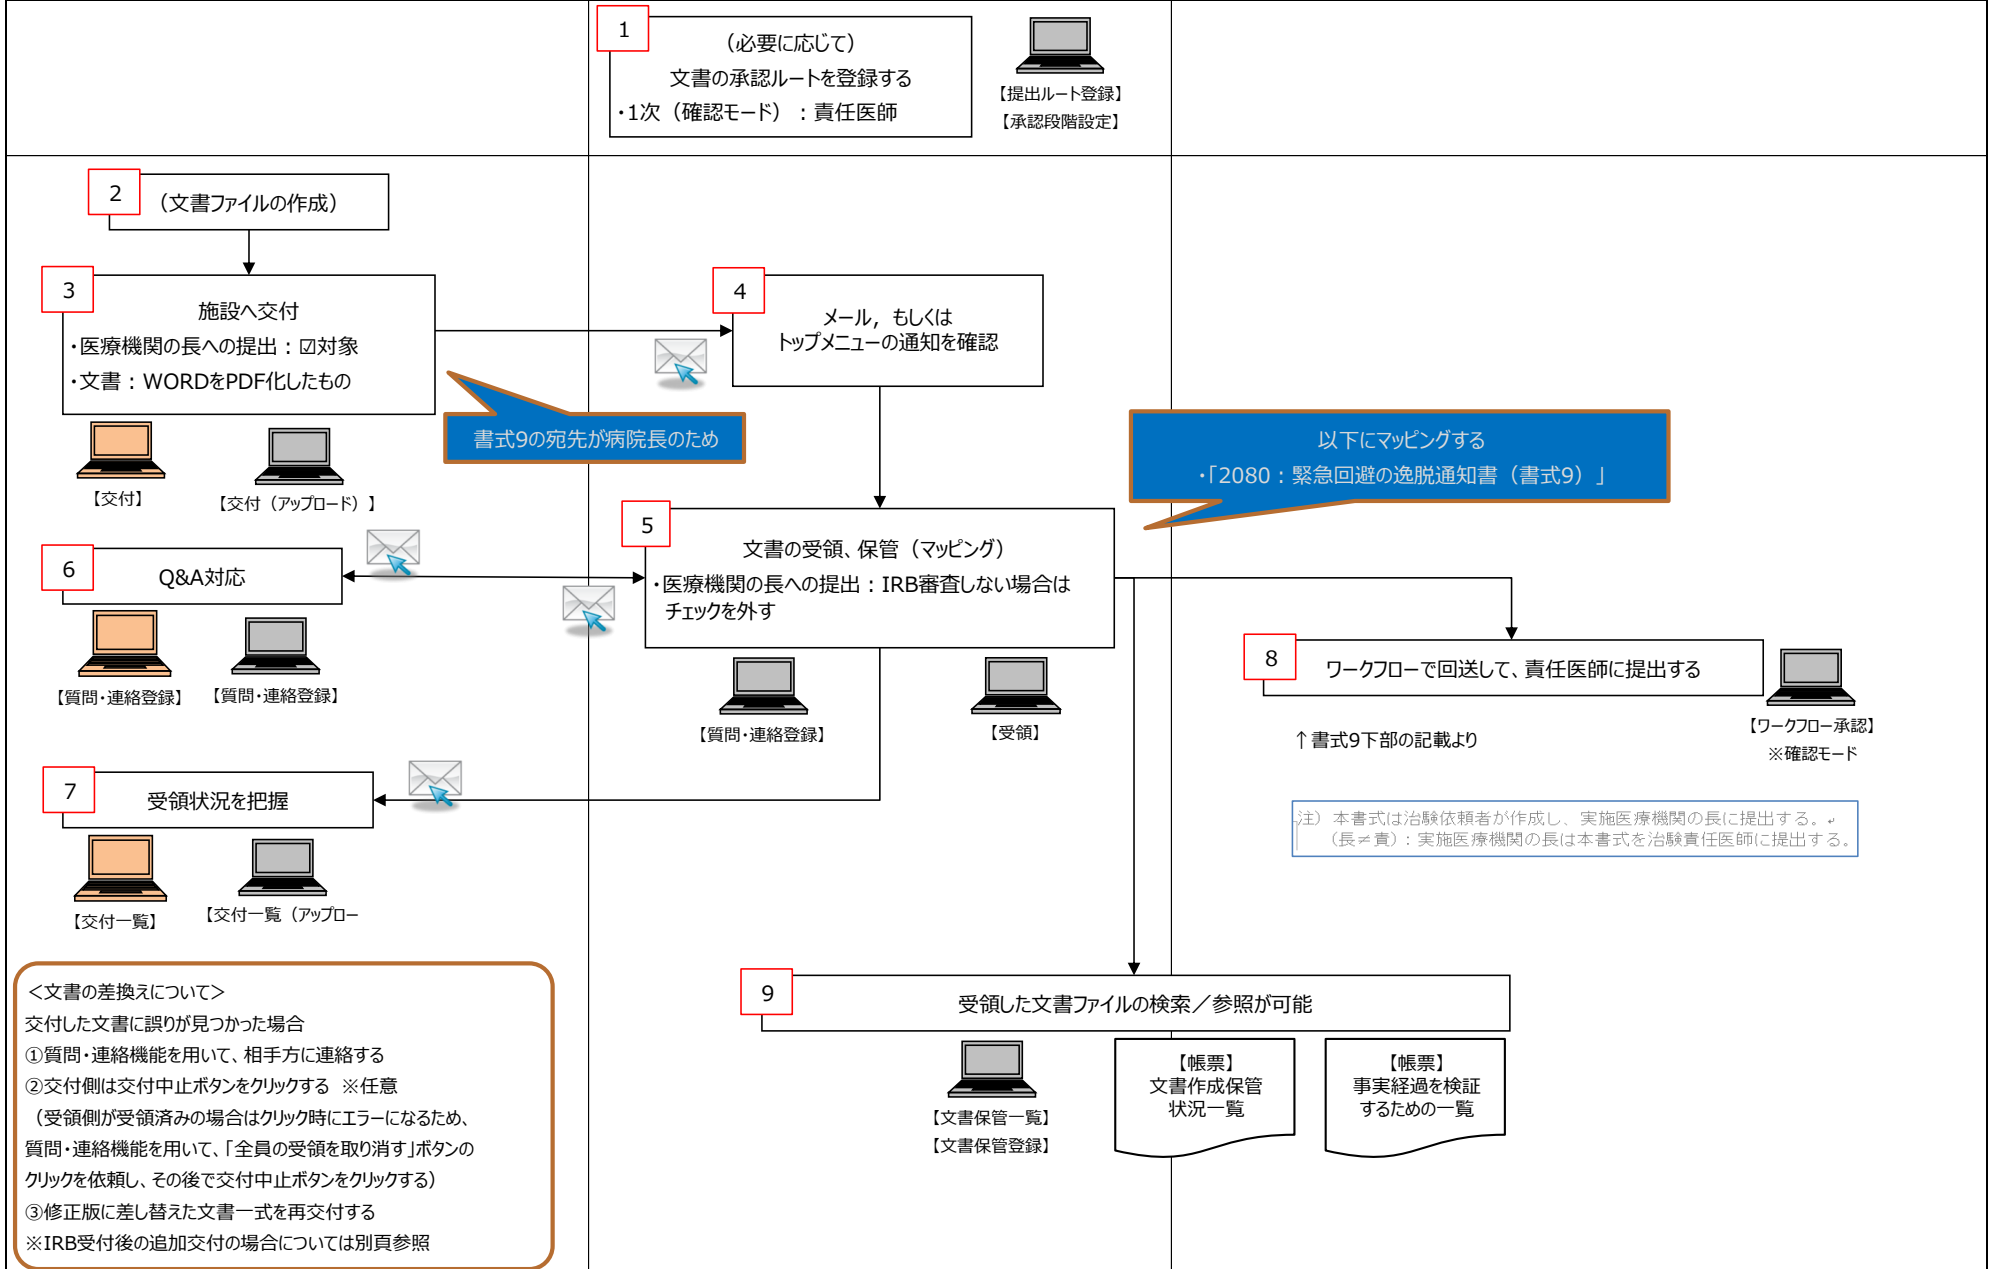 1
（必要に応じて）
文書の承認ルートを登録する
・1次（確認モード）：責任医師
【提出ルート登録】
【承認段階設定】
2
（文書ファイルの作成）
3
施設へ交付
・医療機関の長への提出：☑対象
・文書：WORDをPDF化したもの
【交付】
【交付（アップロード）】
4
メール，もしくは
トップメニューの通知を確認
書式9の宛先が病院長のため
以下にマッピングする
・「2080：緊急回避の逸脱通知書（書式9）」
5
文書の受領、保管（マッピング）
・医療機関の長への提出：IRB審査しない場合は
チェックを外す
【質問・連絡登録】
【受領】
6
Q&A対応
【質問・連絡登録】
【質問・連絡登録】
7
受領状況を把握
【交付一覧】
【交付一覧（アップロー
8
ワークフローで回送して、責任医師に提出する
【ワークフロー承認】
※確認モード
↑書式9下部の記載より
注）本書式は治験依頼者が作成し、実施医療機関の長に提出する。↵
（長≠責）：実施医療機関の長は本書式を治験責任医師に提出する。
9
受領した文書ファイルの検索／参照が可能
【文書保管一覧】
【文書保管登録】
【帳票】
文書作成保管
状況一覧
【帳票】
事実経過を検証
するための一覧
＜文書の差換えについて＞
交付した文書に誤りが見つかった場合
①質問・連絡機能を用いて、相手方に連絡する
②交付側は交付中止ボタンをクリックする ※任意
（受領側が受領済みの場合はクリック時にエラーになるため、
質問・連絡機能を用いて、「全員の受領を取り消す」ボタンの
クリックを依頼し、その後で交付中止ボタンをクリックする）
③修正版に差し替えた文書一式を再交付する
※IRB受付後の追加交付の場合については別頁参照